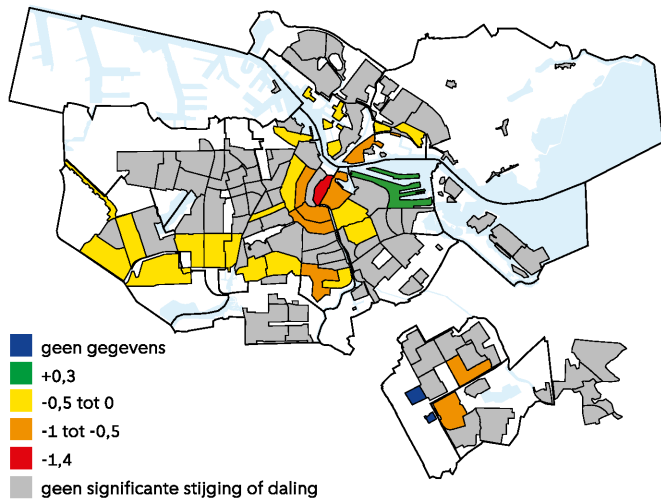 geen gegevens
+0,3
-0,5 tot 0
-1 tot -0,5
-1,4
geen significante stijging of daling